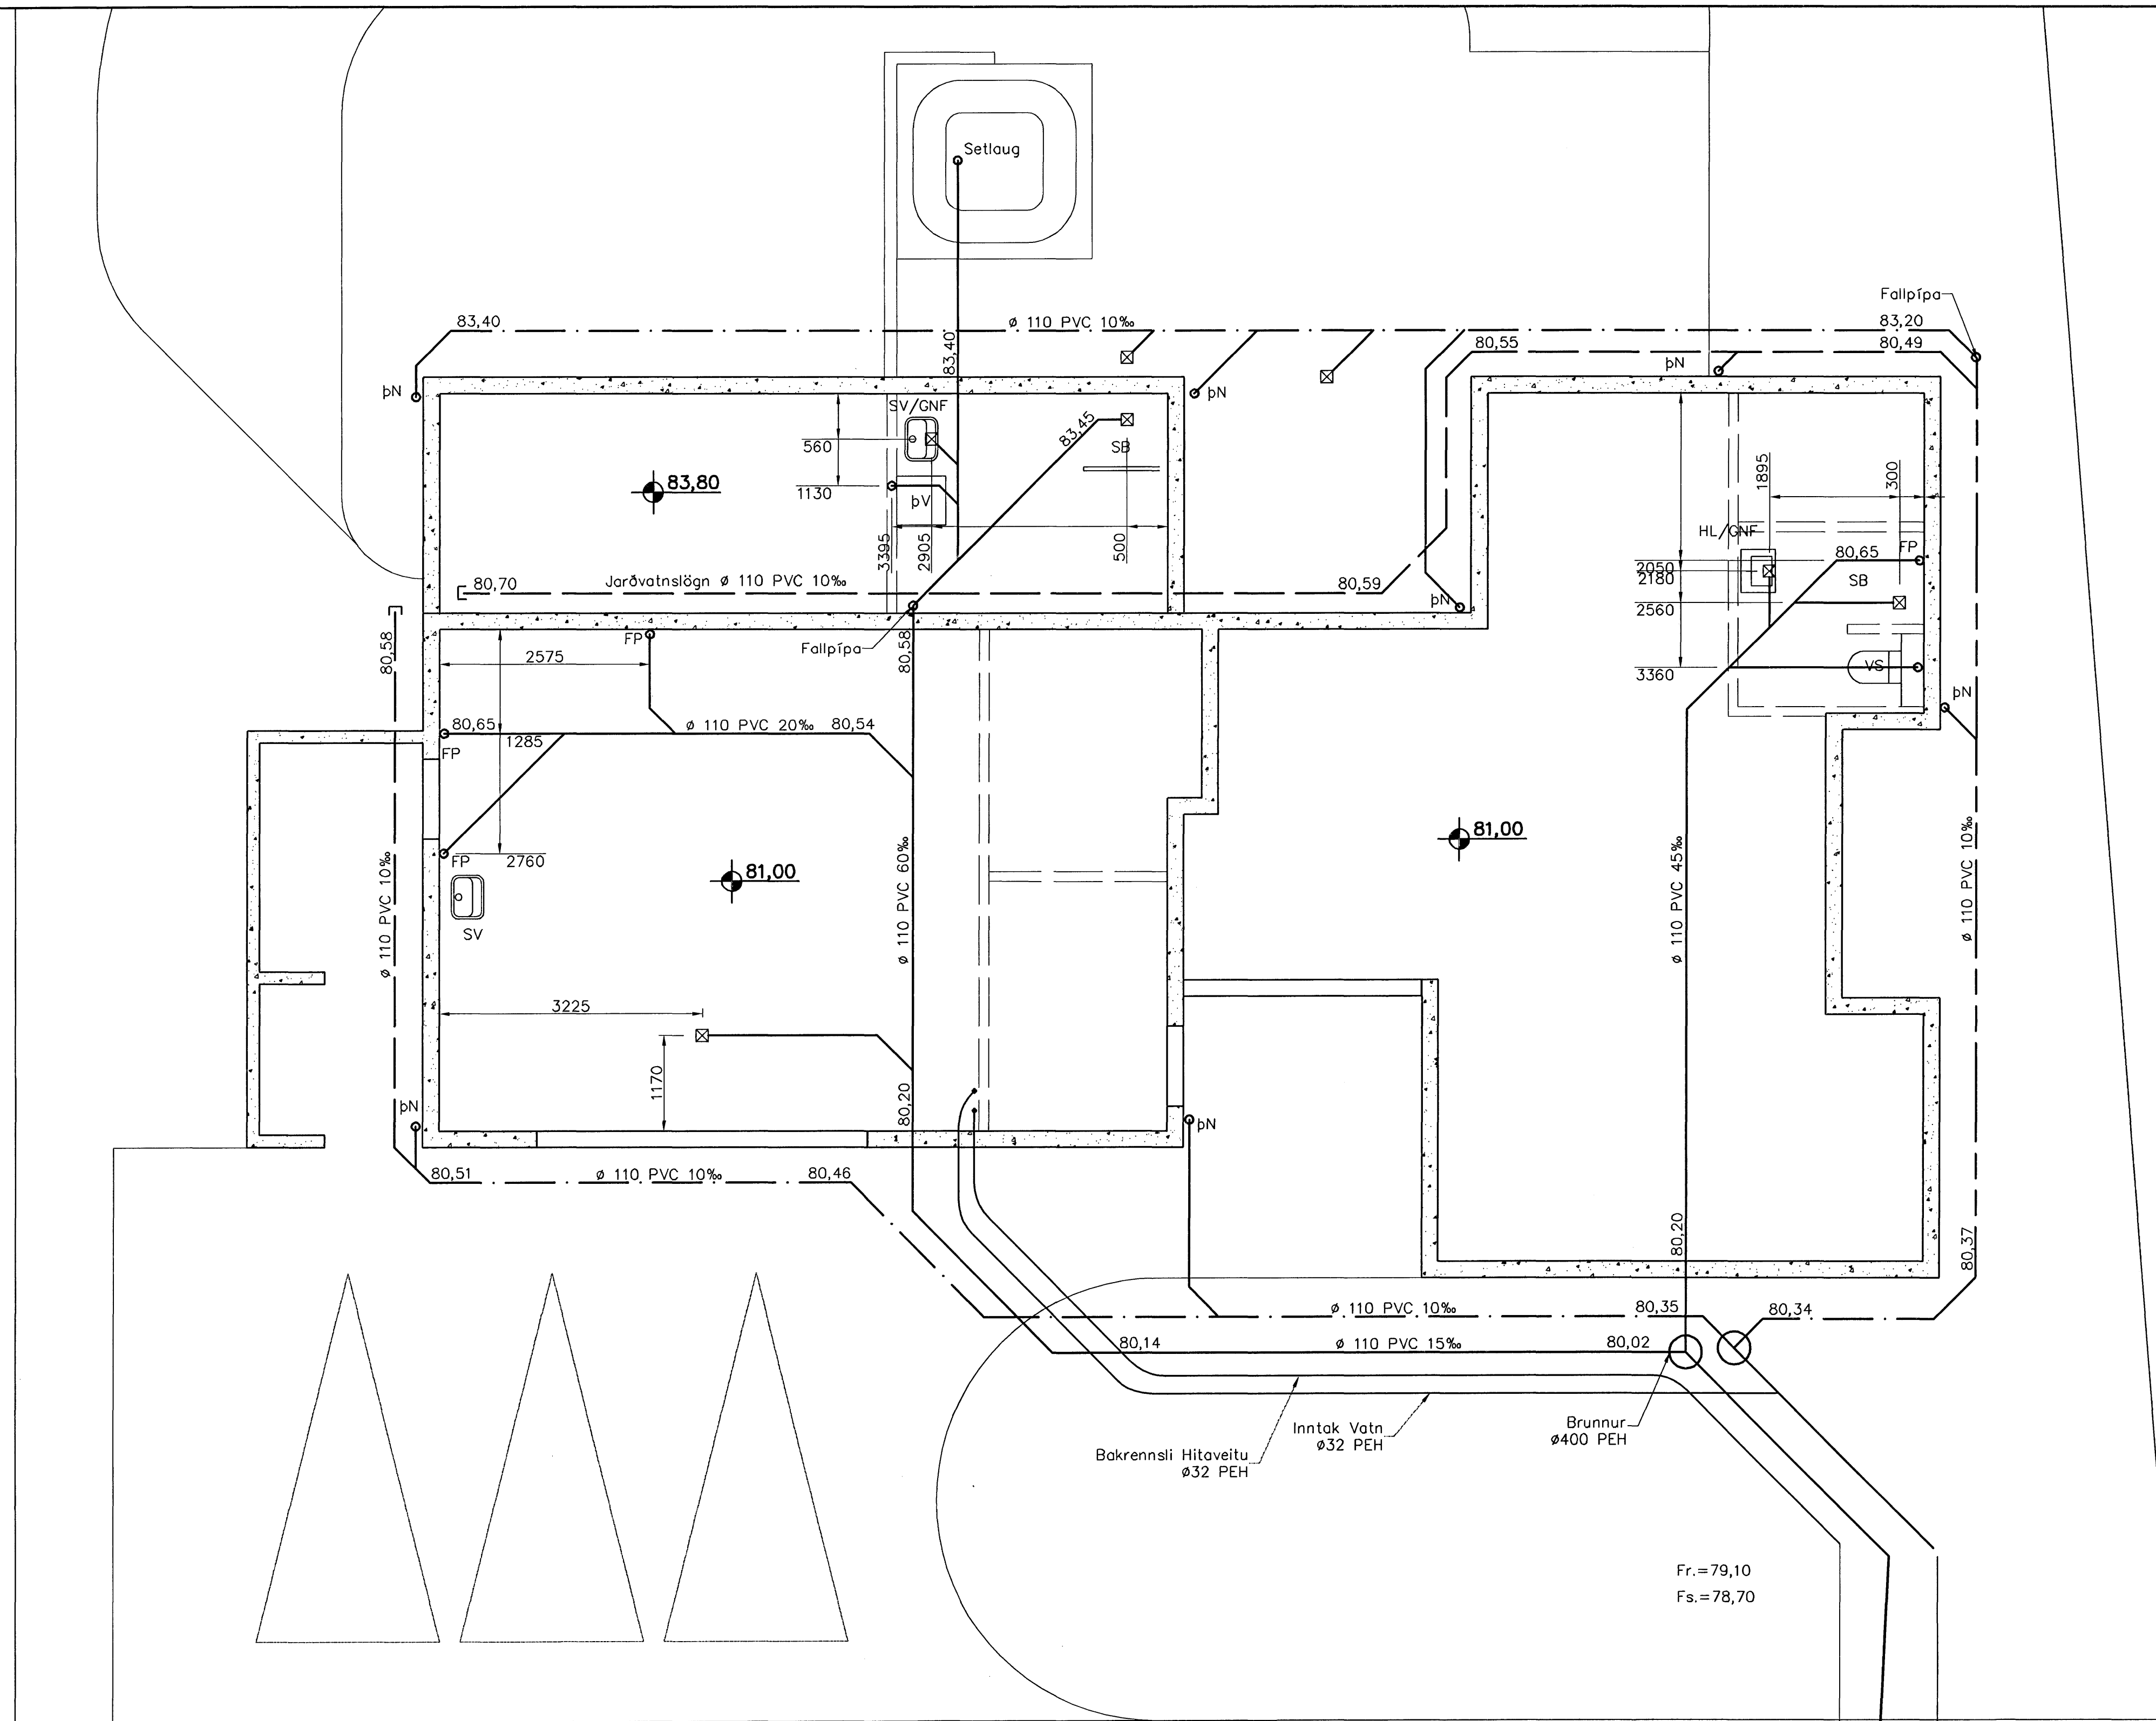 Setlaug
Fallpípa
83,40
ø 110 PVC 10‰
83,20
83,40
80,55
80,49
þN
þN
þN
SV/GNF
83,45
SB
560
1130
83,80
þV
3395
2905
500
1895
300
HL/GNF
FP
80,65
2050
2180
SB
2560
80,70
Jarðvatnslögn ø 110 PVC 10‰
80,59
þN
80,58
FP
2575
Fallpípa
80,58
3360
VS
þN
80,65
ø 110 PVC 20‰
80,54
1285
FP
FP
2760
81,00
81,00
SV
ø 110 PVC 10‰
ø 110 PVC 60‰
ø 110 PVC 45‰
ø 110 PVC 10‰
3225
1170
80,20
þN
þN
80,51
ø 110 PVC 10‰
80,46
80,20
80,37
ø 110 PVC 10‰
80,35
80,34
80,14
ø 110 PVC 15‰
80,02
Bakrennsli Hitaveitu
ø32 PEH
Inntak Vatn
ø32 PEH
Brunnur
ø400 PEH
Fr.=79,10
Fs.=78,70